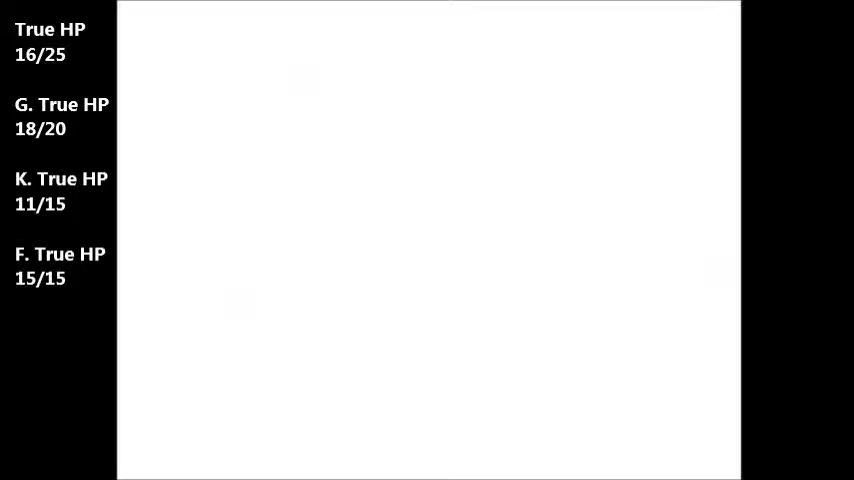 True HP
16/25
G. True HP
18/20
K. True HP
11/15
F. True HP
15/15